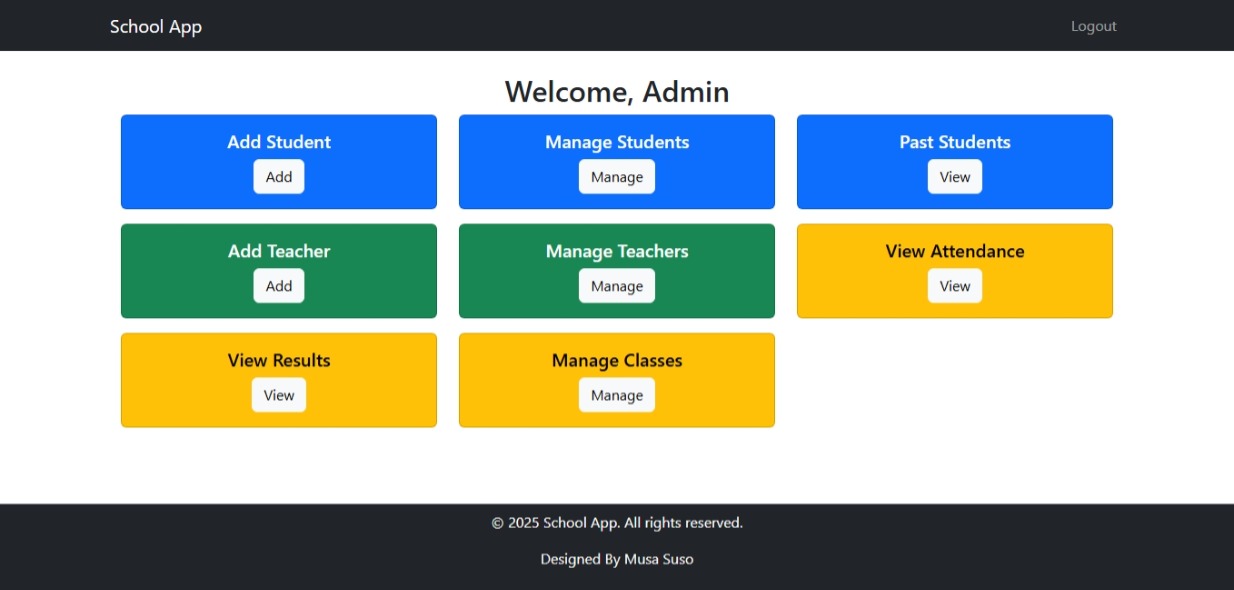 School App Logout
Welcome, Admin
Add Student Manage Students Past Students
Add Manage View
Add Teacher Manage Teachers View Attendance
Add Manage View
View Results Manage Classes
View Manage
© 2025 School App. All rights reserved.
Designed By Musa Suso